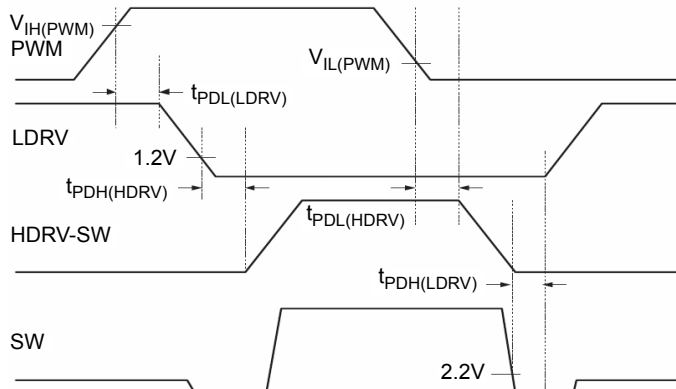 V_IH(PWM)
PWM
V_IL(PWM)
t_PDL(LDRV)
LDRV
1.2V
t_PDH(HDRV)
t_PDL(HDRV)
HDRV-SW
t_PDH(LDRV)
SW
2.2V